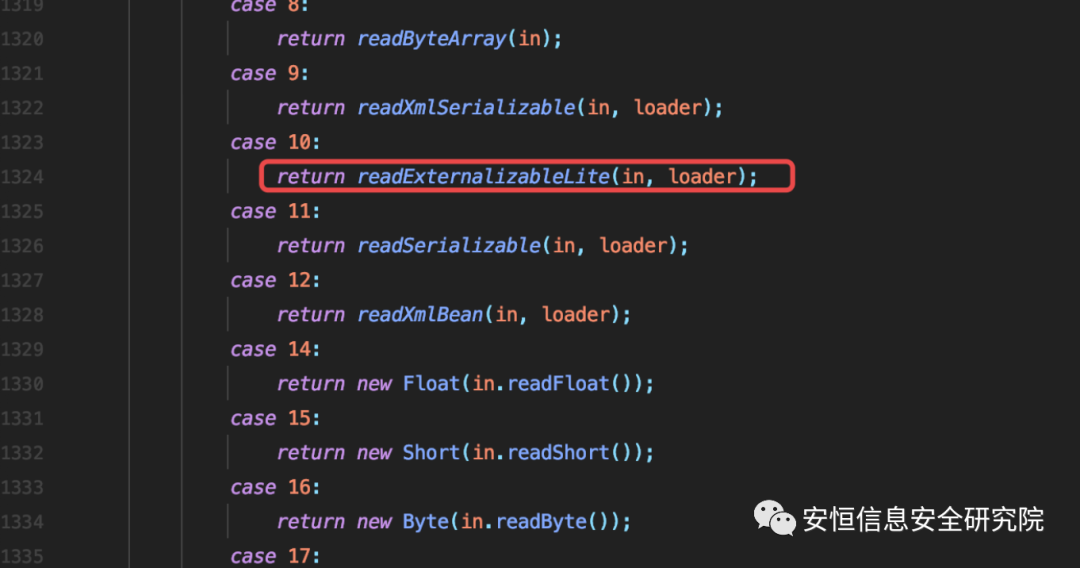 1319 case 8:
1320 return readByteArray(in);
1321 case 9:
1322 return readXmlSerializable(in, loader);
1323 case 10:
1324 return readExternalizableLite(in, loader);
1325 case 11:
1326 return readSerializable(in, loader);
1327 case 12:
1328 return readXmlBean(in, loader);
1329 case 14:
1330 return new Float(in.readFloat());
1331 case 15:
1332 return new Short(in.readShort());
1333 case 16:
1334 return new Byte(in.readByte());
1335 case 17:
安恒信息安全研究院